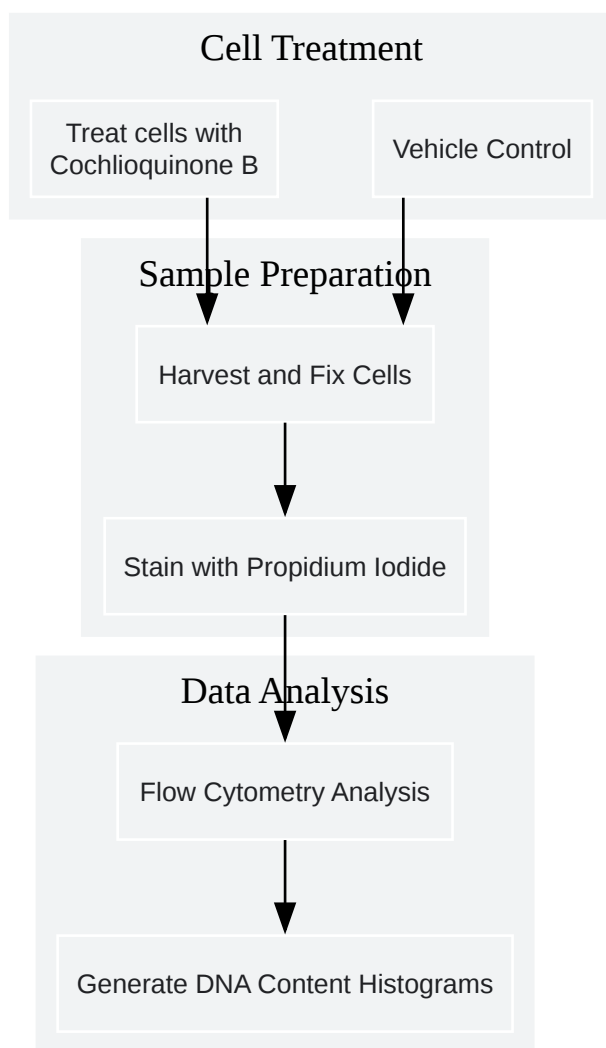 Cell Treatment
Treat cells with
Cochlioquinone B
Vehicle Control
Sample Preparation
Harvest and Fix Cells
Stain with Propidium Iodide
Data Analysis
Flow Cytometry Analysis
Generate DNA Content Histograms